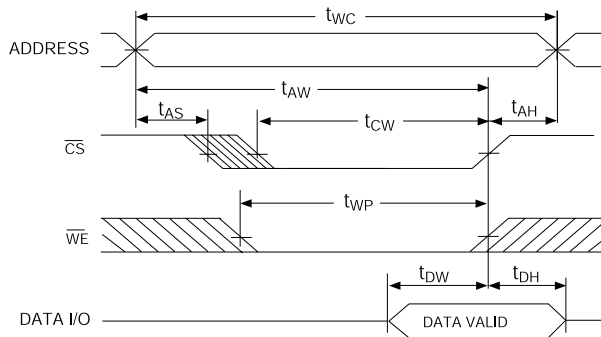 tWC
ADDRESS
tAW
tAS
tCW
tAH
CS
tWP
WE
tDW
tDH
DATA I/O
DATA VALID